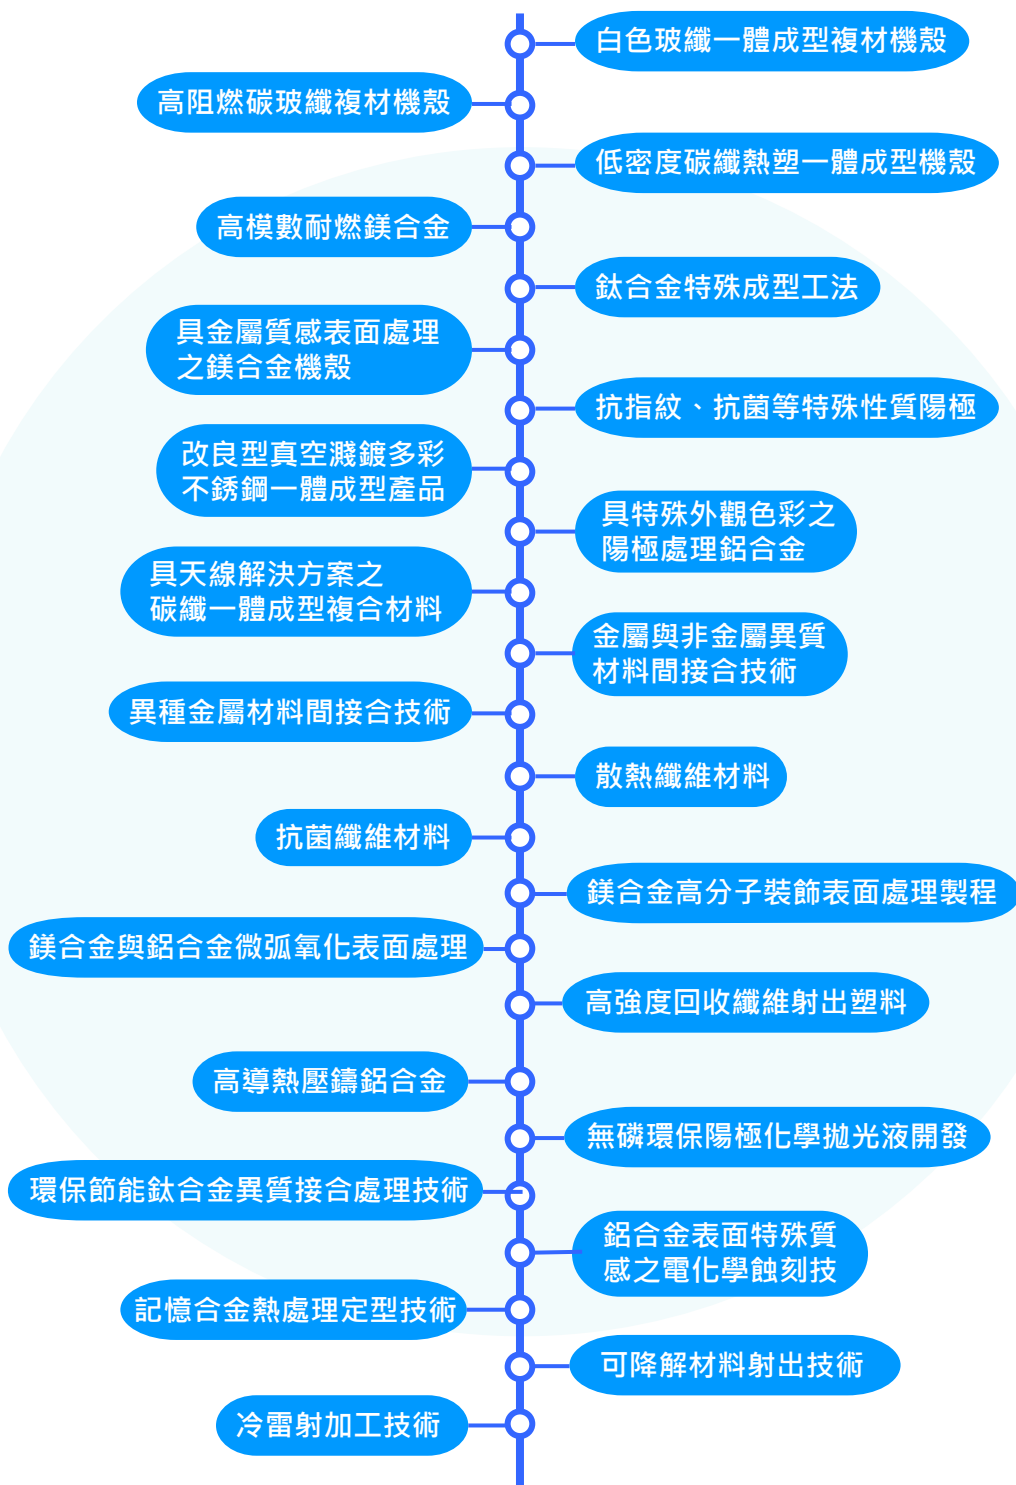 白色玻纖一體成型複材機殼
高阻燃碳玻纖複材機殼
低密度碳纖熱塑一體成型機殼
高模數耐燃鎂合金
鈦合金特殊成型工法
具金屬質感表面處理
之鎂合金機殼
抗指紋、抗菌等特殊性質陽極
改良型真空濺鍍多彩
不銹鋼一體成型產品
具特殊外觀色彩之
陽極處理鋁合金
具天線解決方案之
碳纖一體成型複合材料
金屬與非金屬異質
材料間接合技術
異種金屬材料間接合技術
散熱纖維材料
抗菌纖維材料
鎂合金高分子裝飾表面處理製程
鎂合金與鋁合金微弧氧化表面處理
高強度回收纖維射出塑料
高導熱壓鑄鋁合金
無磷環保陽極化學拋光液開發
環保節能鈦合金異質接合處理技術
鋁合金表面特殊質
感之電化學蝕刻技
記憶合金熱處理定型技術
可降解材料射出技術
冷雷射加工技術